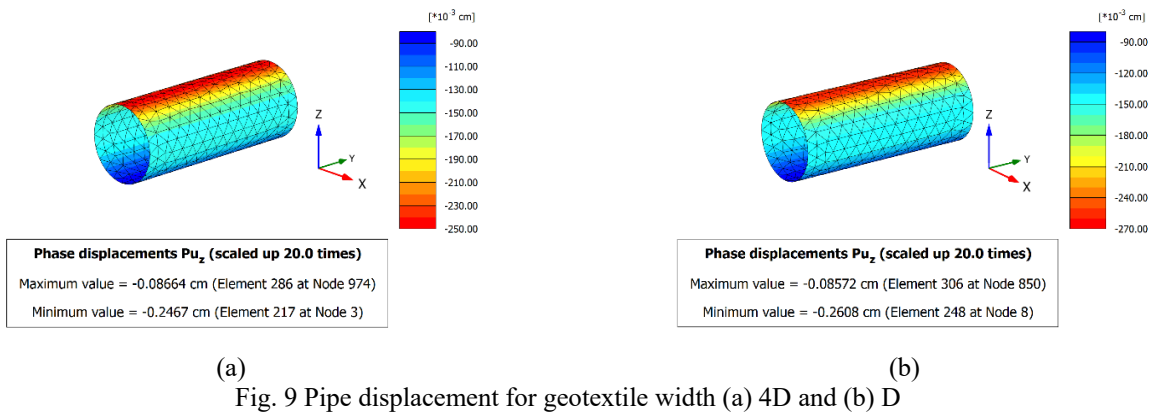 [*10⁻³ cm]
-90.00
-110.00
-130.00
-150.00
-170.00
-190.00
-210.00
-230.00
-250.00
Z
Y
X
Phase displacements Pu_z (scaled up 20.0 times)
Maximum value = -0.08664 cm (Element 286 at Node 974)
Minimum value = -0.2467 cm (Element 217 at Node 3)
(a)
[*10⁻³ cm]
-90.00
-120.00
-150.00
-180.00
-210.00
-240.00
-270.00
Z
Y
X
Phase displacements Pu_z (scaled up 20.0 times)
Maximum value = -0.08572 cm (Element 306 at Node 850)
Minimum value = -0.2608 cm (Element 248 at Node 8)
(b)
Fig. 9 Pipe displacement for geotextile width (a) 4D and (b) D